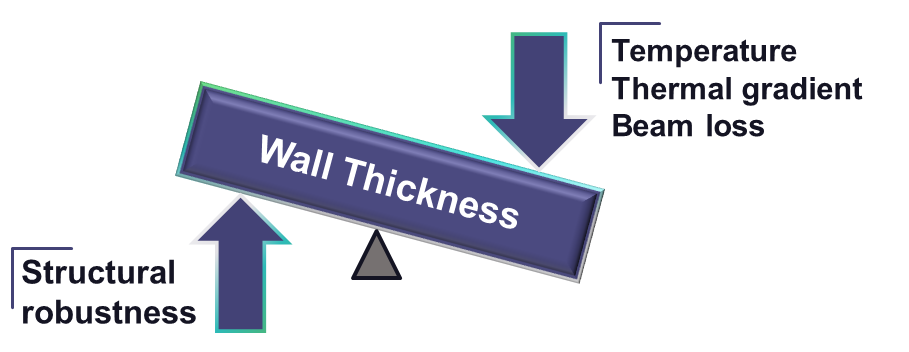 Temperature
Thermal gradient
Beam loss
Wall Thickness
Structural
robustness